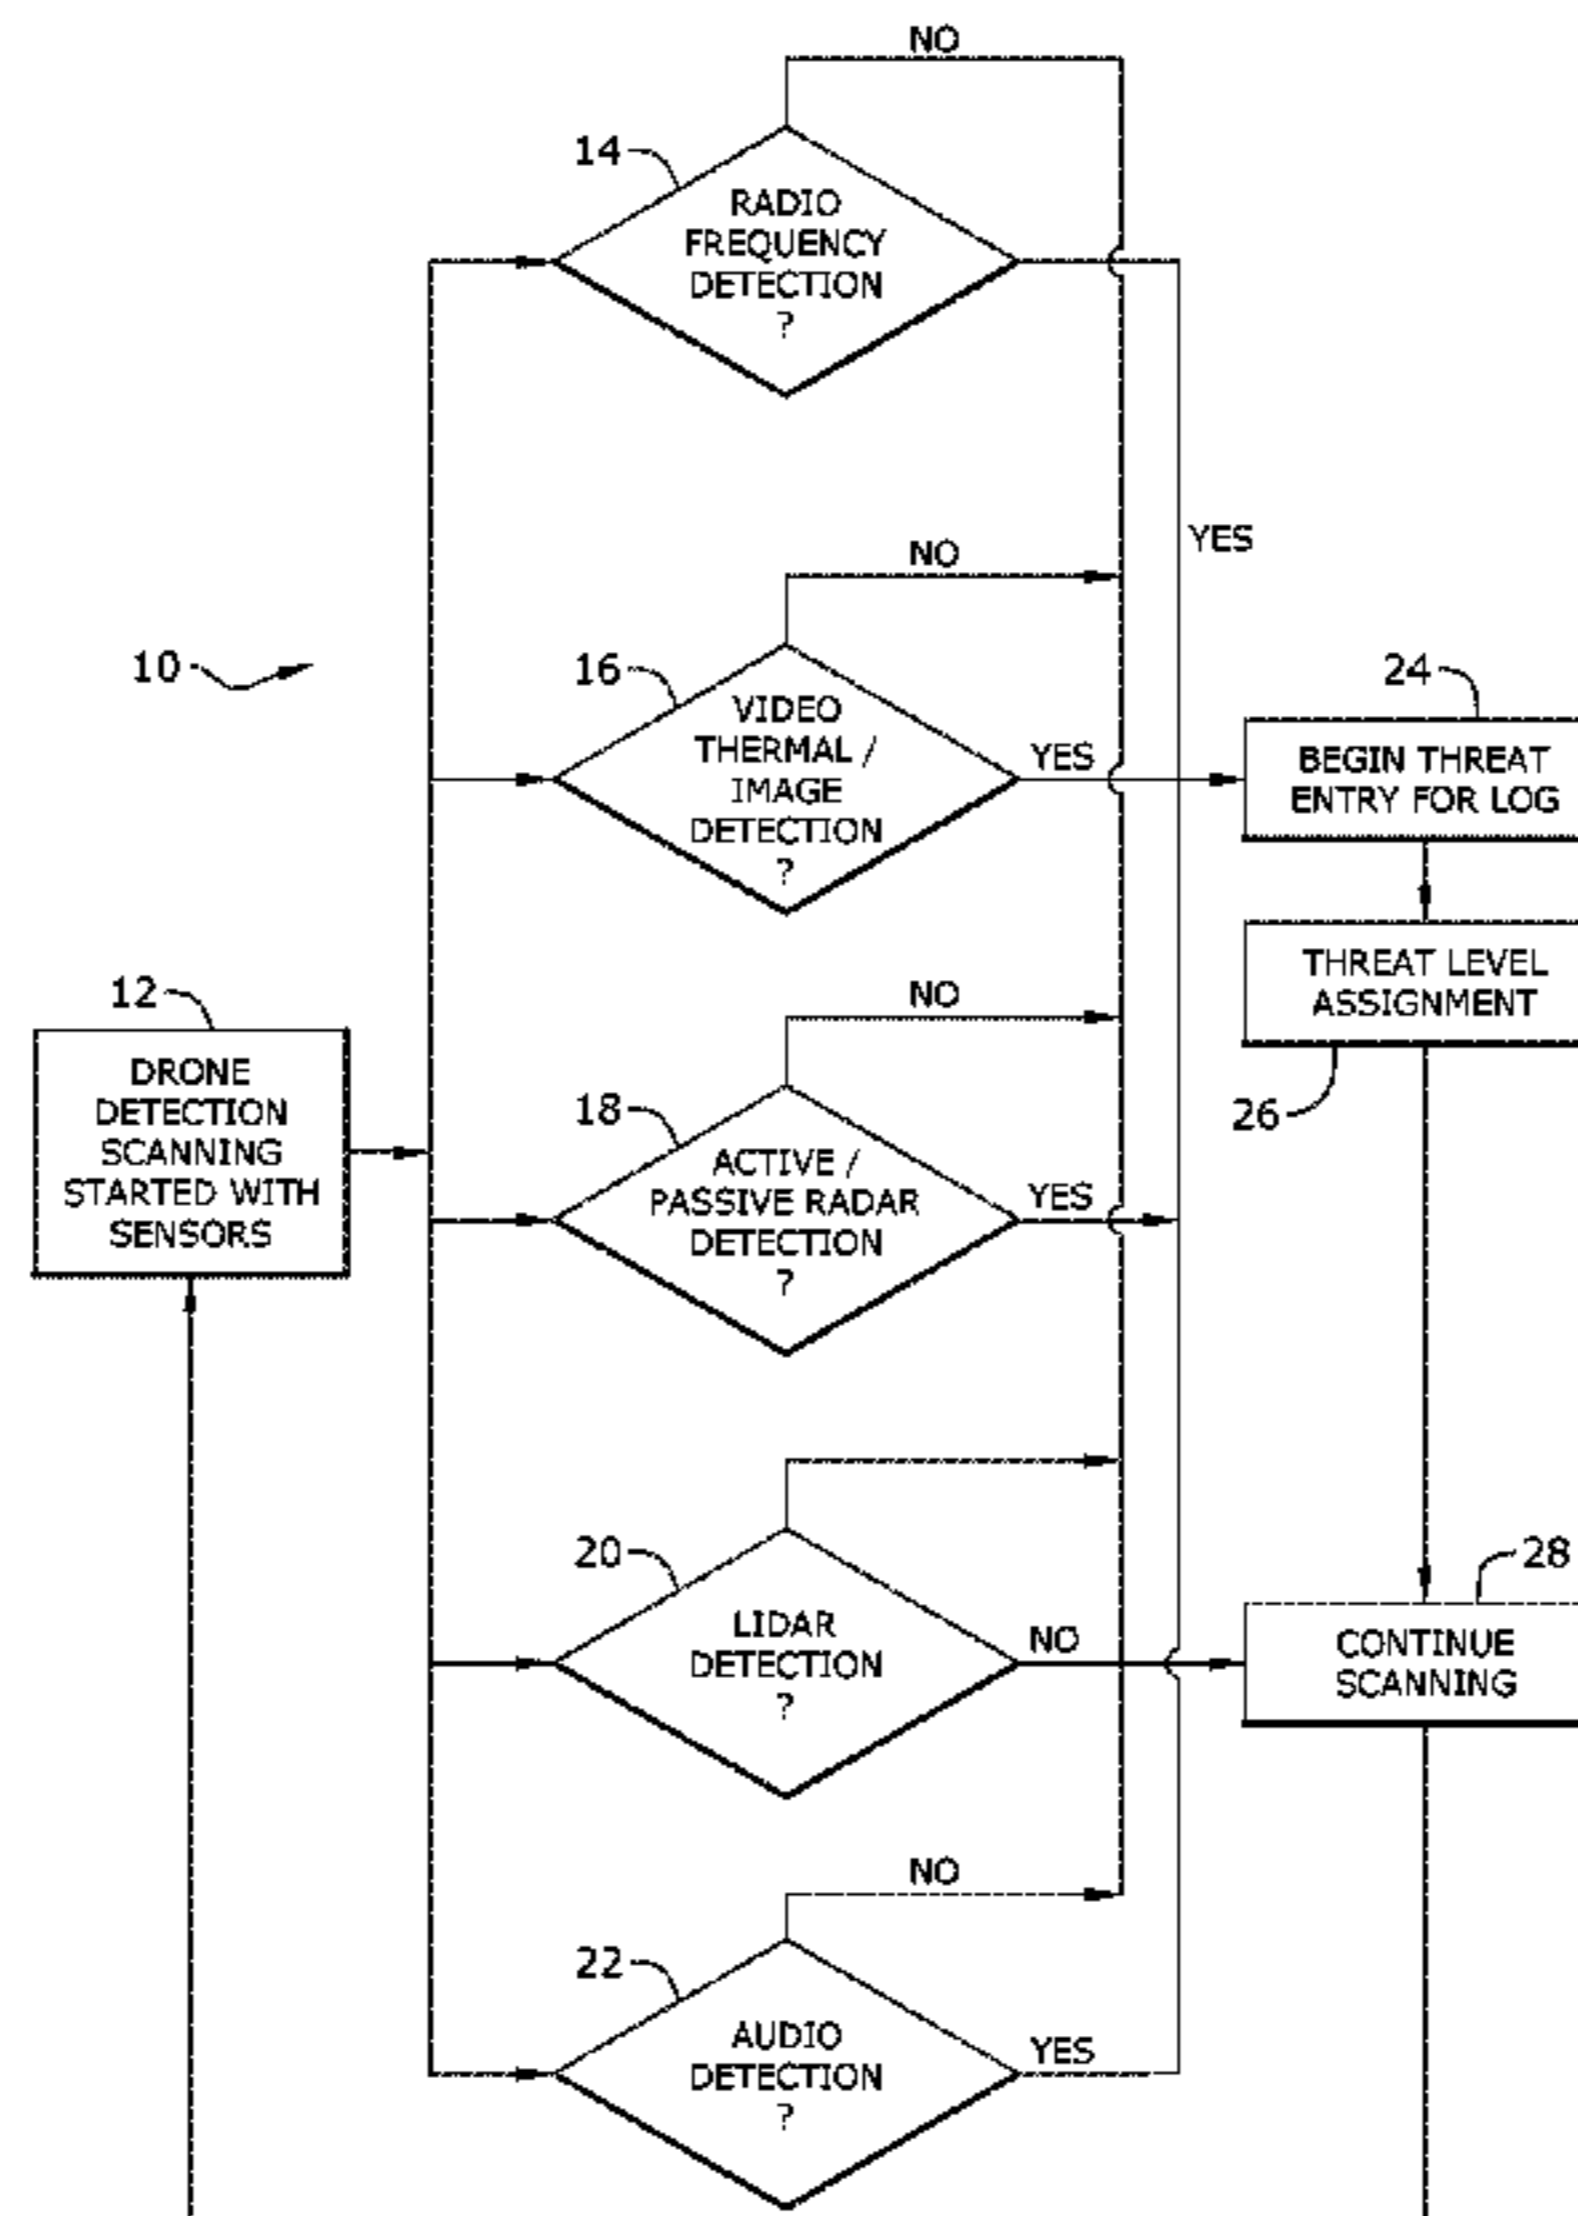 NO
14
RADIO
FREQUENCY
DETECTION
?
YES
NO
10
16
VIDEO
THERMAL /
IMAGE
DETECTION
?
YES
24
BEGIN THREAT
ENTRY FOR LOG
THREAT LEVEL
ASSIGNMENT
26
12
DRONE
DETECTION
SCANNING
STARTED WITH
SENSORS
NO
18
ACTIVE /
PASSIVE RADAR
DETECTION
?
YES
20
LIDAR
DETECTION
?
NO
28
CONTINUE
SCANNING
NO
22
AUDIO
DETECTION
?
YES